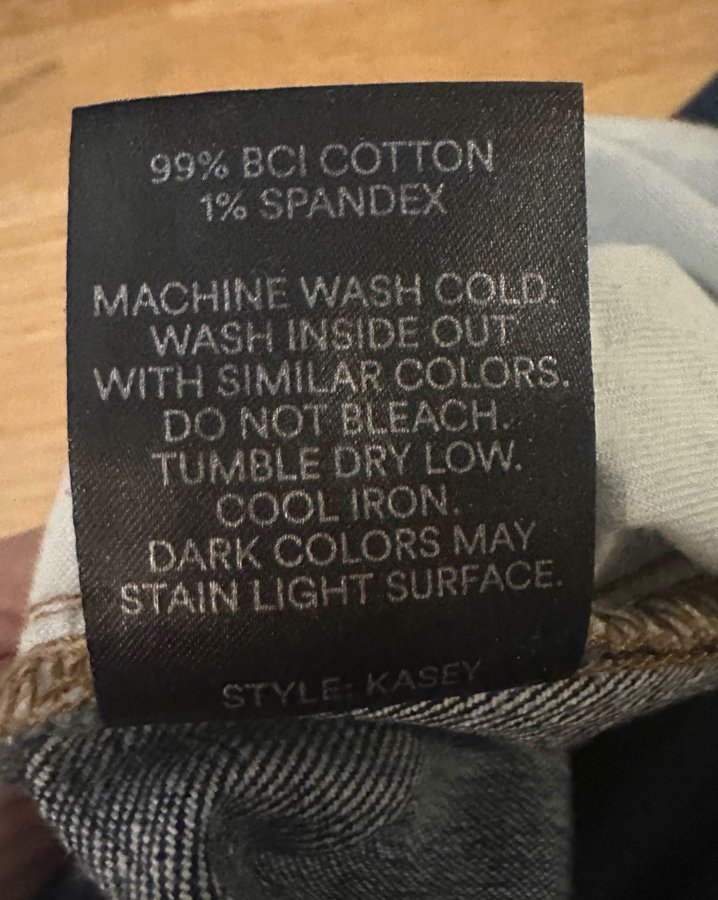 99% BCI COTTON
1% SPANDEX
MACHINE WASH COLD.
WASH INSIDE OUT
WITH SIMILAR COLORS.
DO NOT BLEACH.
TUMBLE DRY LOW.
COOL IRON.
DARK COLORS MAY
STAIN LIGHT SURFACE.
STYLE: KASEY